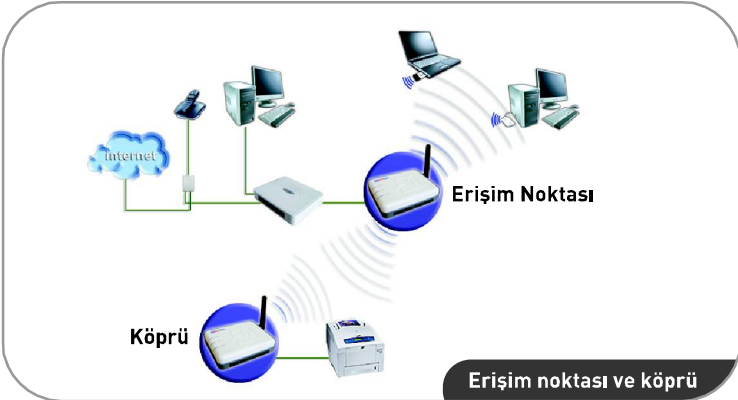 internet
Erişim Noktası
Köprü
Erişim noktası ve köprü